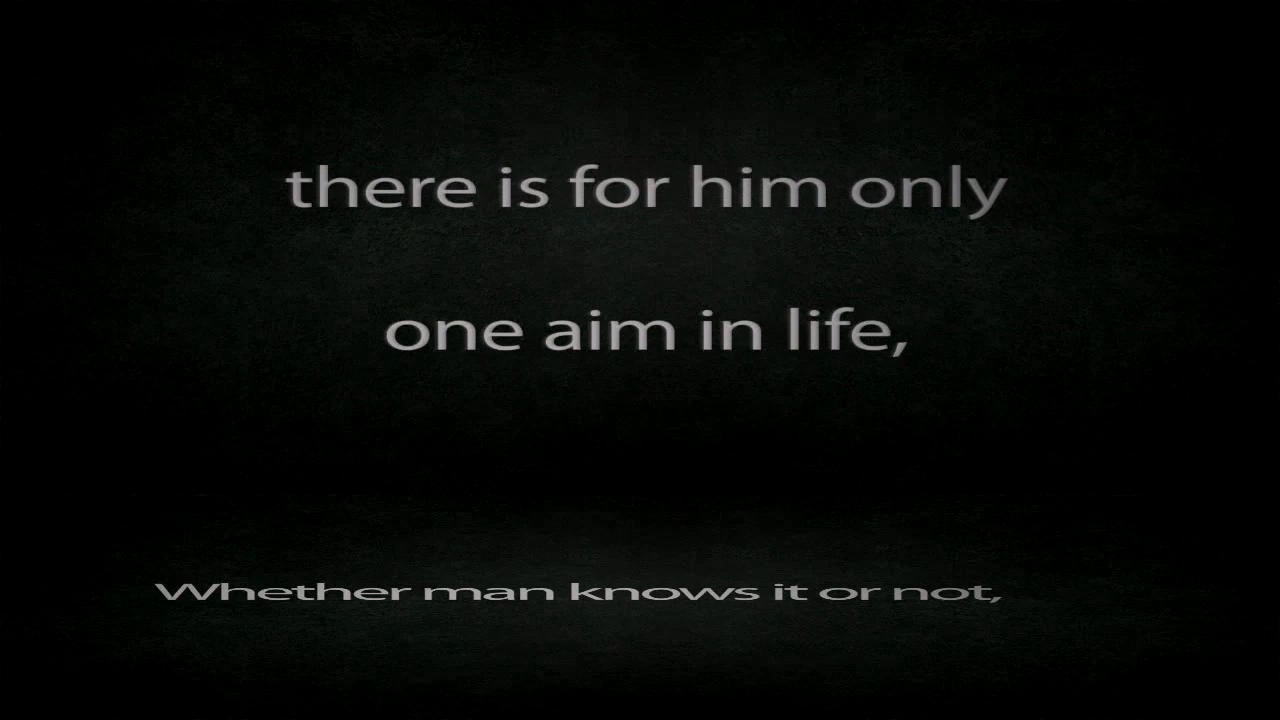 there is for him only
one aim in life,
Whether man knows it or not,